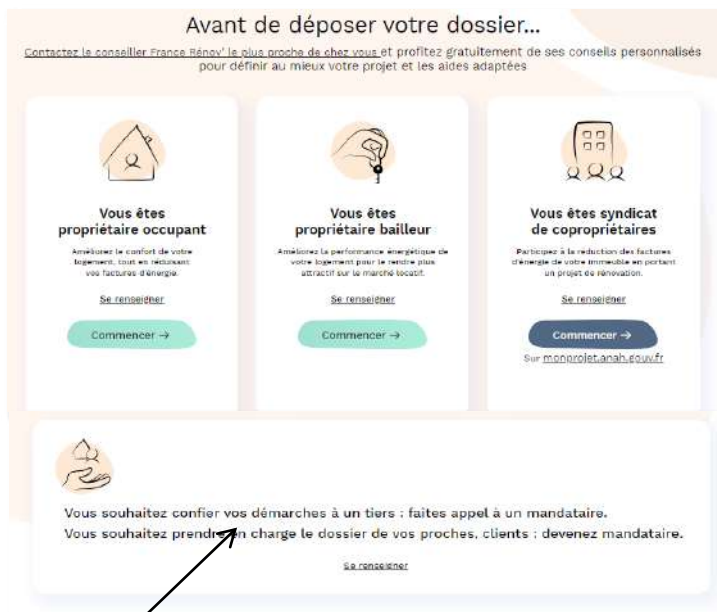 Avant de déposer votre dossier...
Contactez le conseiller France Rénov' le plus proche de chez vous et profitez gratuitement de ses conseils personnalisés
pour définir au mieux votre projet et les aides adaptées
Vous êtes
propriétaire occupant
Améliorez le confort de votre
logement, tout en réduisant
vos factures d'énergie.
Se renseigner
Commencer →
Vous êtes
propriétaire bailleur
Améliorez la performance énergétique de
votre logement pour le rendre plus
attractif sur le marché locatif.
Se renseigner
Commencer →
Vous êtes syndicat
de copropriétaires
Participez à la réduction des factures
d'énergie de votre immeuble en portant
un projet de rénovation.
Se renseigner
Commencer →
Sur monprojet.anah.gouv.fr
Vous souhaitez confier vos démarches à un tiers : faites appel à un mandataire.
Vous souhaitez prendre en charge le dossier de vos proches, clients : devenez mandataire.
Se renseigner